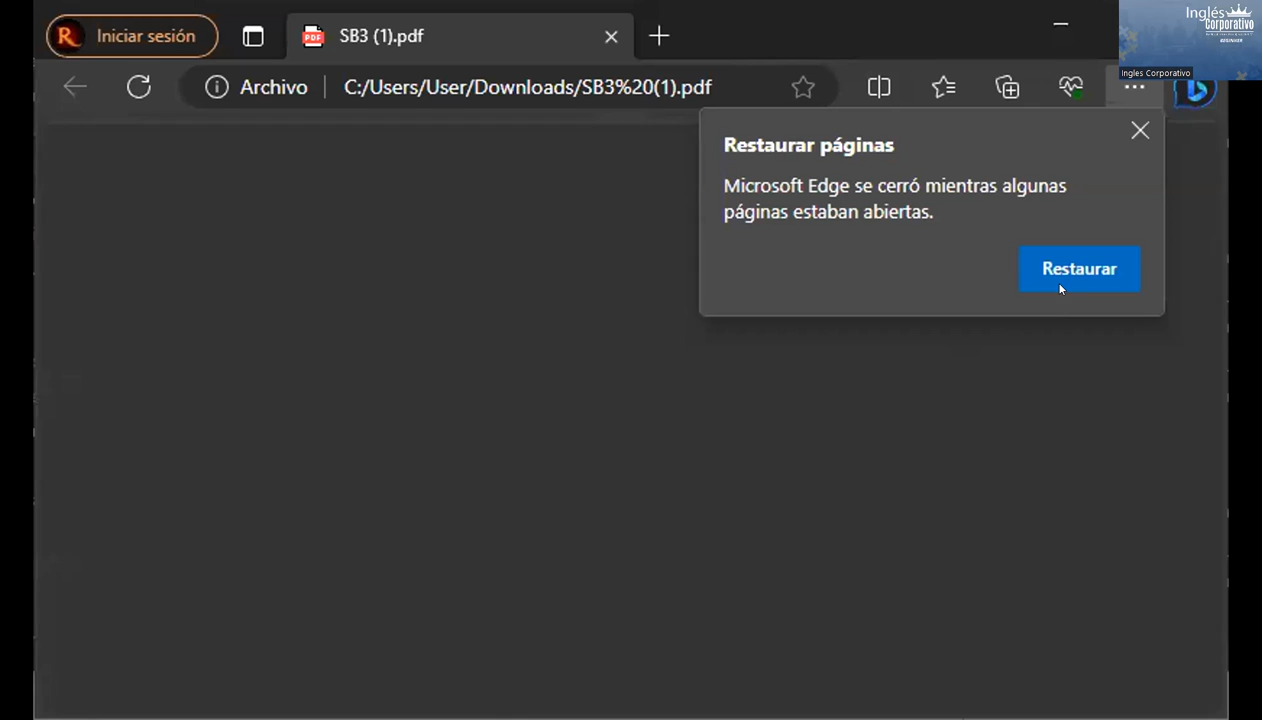 Iniciar sesión
SB3 (1).pdf
Inglés
Corporativo
BEGINNER
Ingles Corporativo
Archivo
C:/Users/User/Downloads/SB3%20(1).pdf
Restaurar páginas
Microsoft Edge se cerró mientras algunas
páginas estaban abiertas.
Restaurar